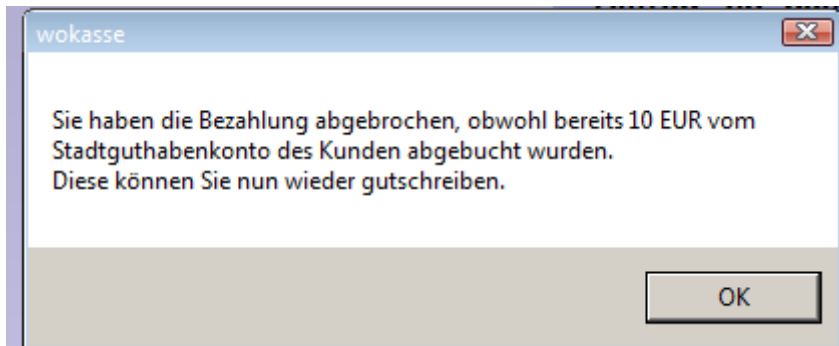 wokasse
Sie haben die Bezahlung abgebrochen, obwohl bereits 10 EUR vom
Stadtguthabenkonto des Kunden abgebucht wurden.
Diese können Sie nun wieder gutschreiben.
OK